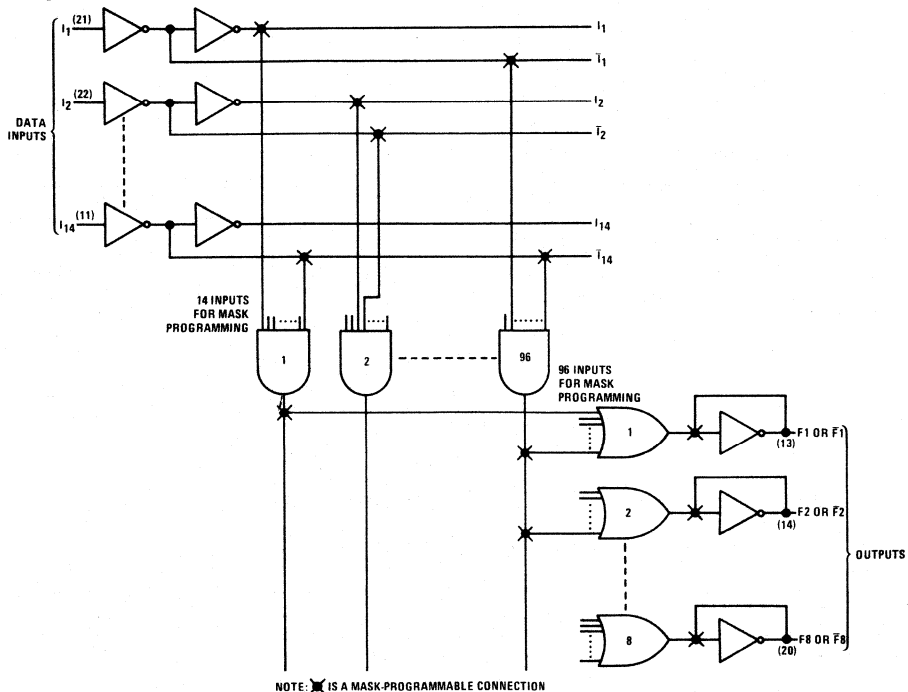 I1 (21)
I1
Ī1
I2 (22)
I2
Ī2
DATA
INPUTS
I14 (11)
I14
Ī14
14 INPUTS
FOR MASK
PROGRAMMING
1
2
96
96 INPUTS
FOR MASK
PROGRAMMING
1
F1 OR F̄1
(13)
2
F2 OR F̄2
(14)
OUTPUTS
8
F8 OR F̄8
(20)
NOTE: IS A MASK-PROGRAMMABLE CONNECTION